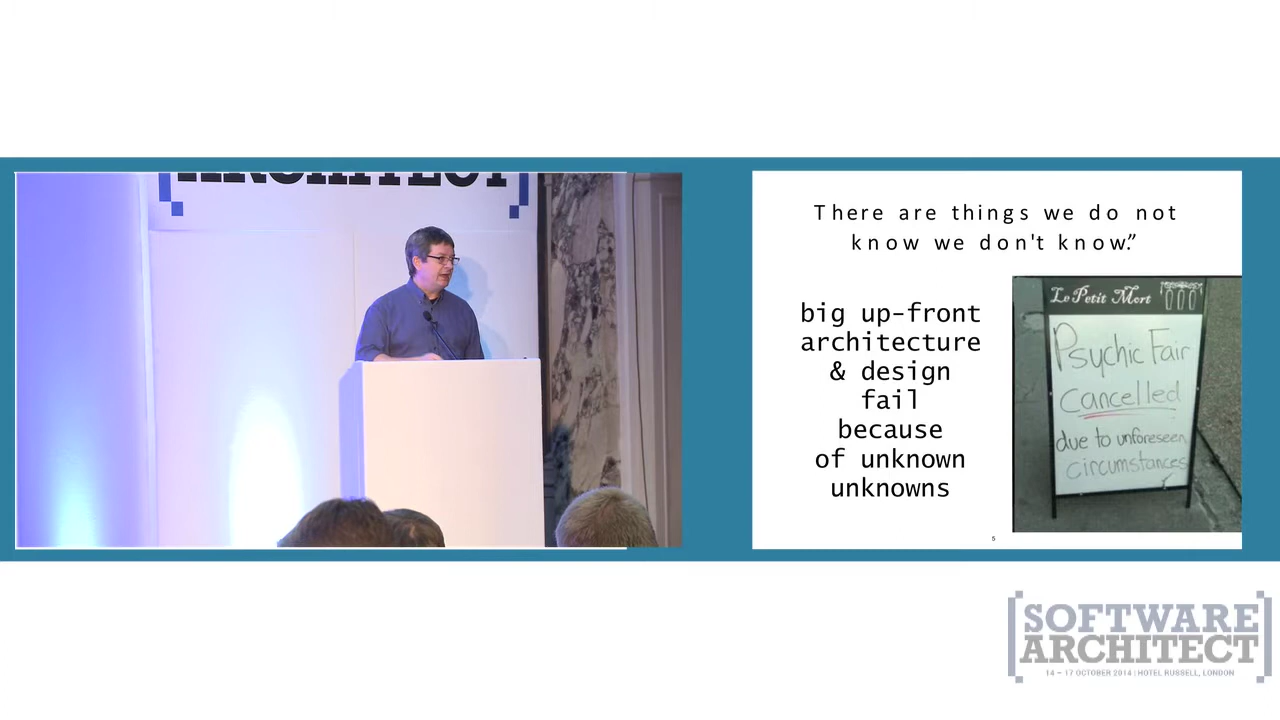 ARCHITECT
There are things we do not
know we don't know.”
big up-front
architecture
& design
fail
because
of unknown
unknowns
Le Petit Mort
Psychic Fair
Cancelled
due to unforeseen
circumstances
5
[SOFTWARE
ARCHITECT]
14 – 17 OCTOBER 2014 | HOTEL RUSSELL, LONDON